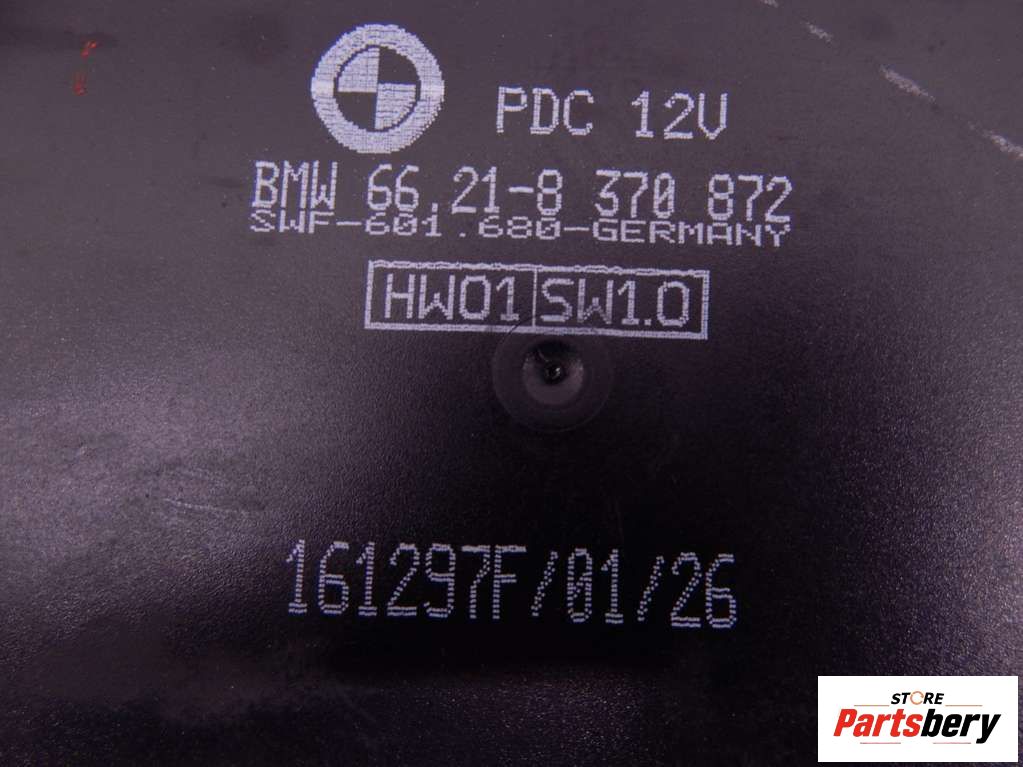 PDC 12V
BMW 66.21-8 370 872
SWF-601.680-GERMANY
HW01 SW1.0
161297F/01/26
STORE
Partsbery